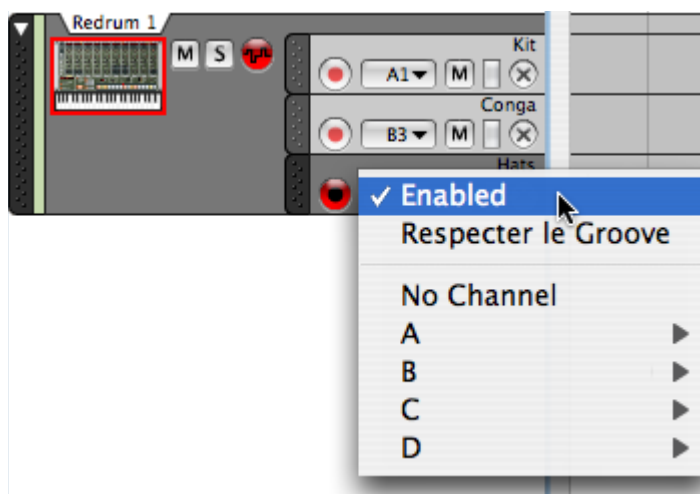 Redrum 1
M S
Kit
A1 M
Conga
B3 M
Hats
Enabled
Respecter le Groove
No Channel
A
B
C
D